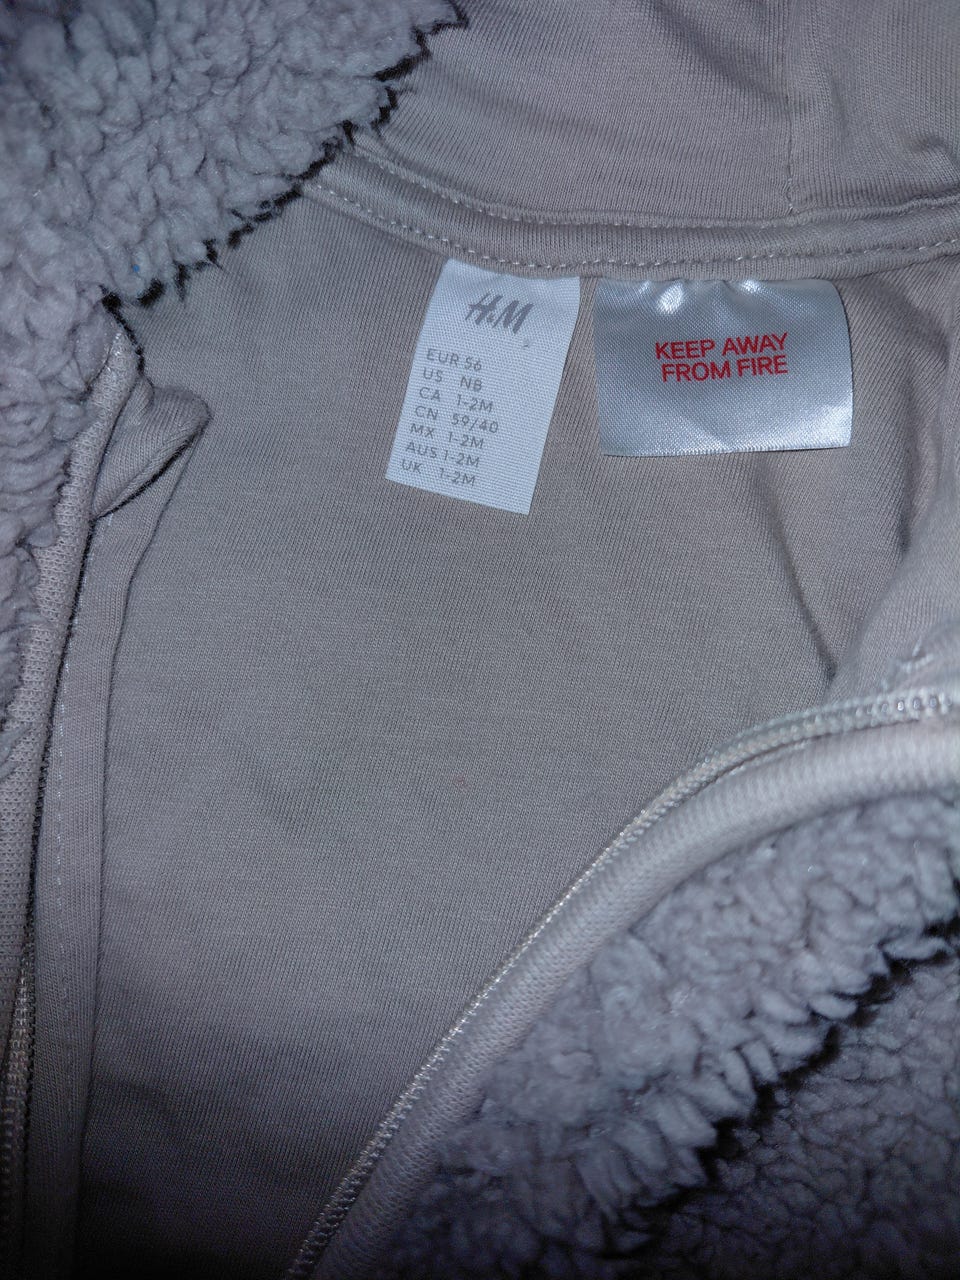 H&M
EUR 56
US NB
CA 1-2M
CN 59/40
MX 1-2M
AUS 1-2M
UK 1-2M
KEEP AWAY
FROM FIRE